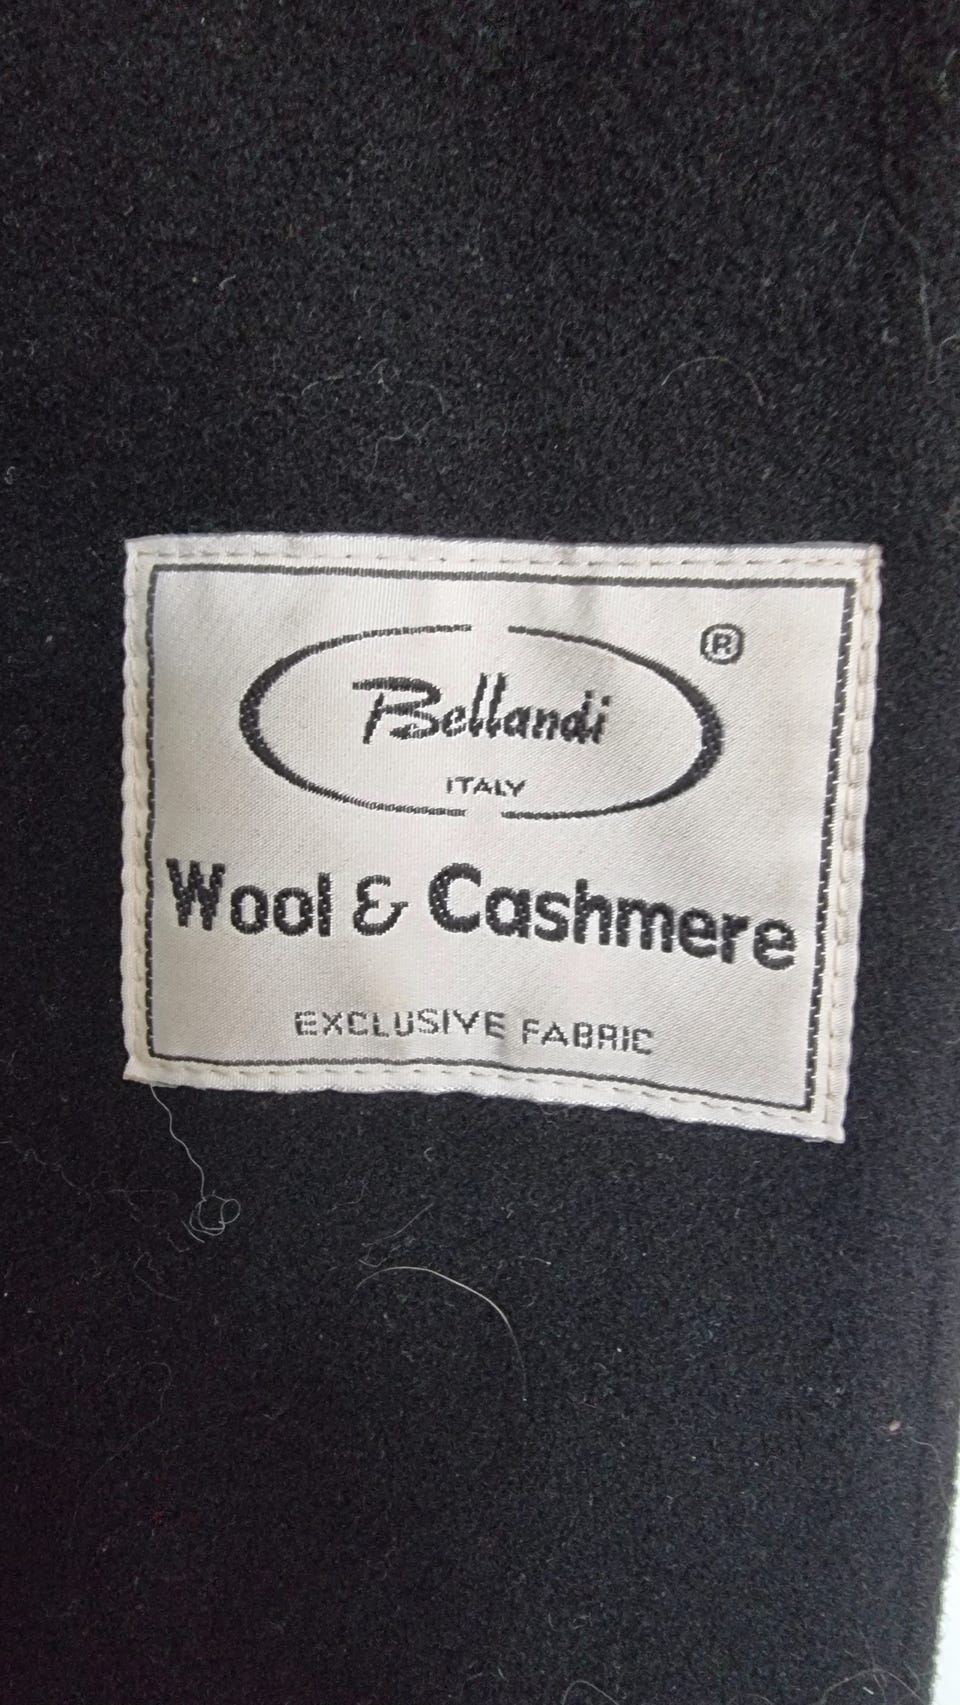 ®
Bellandi
ITALY
Wool & Cashmere
EXCLUSIVE FABRIC